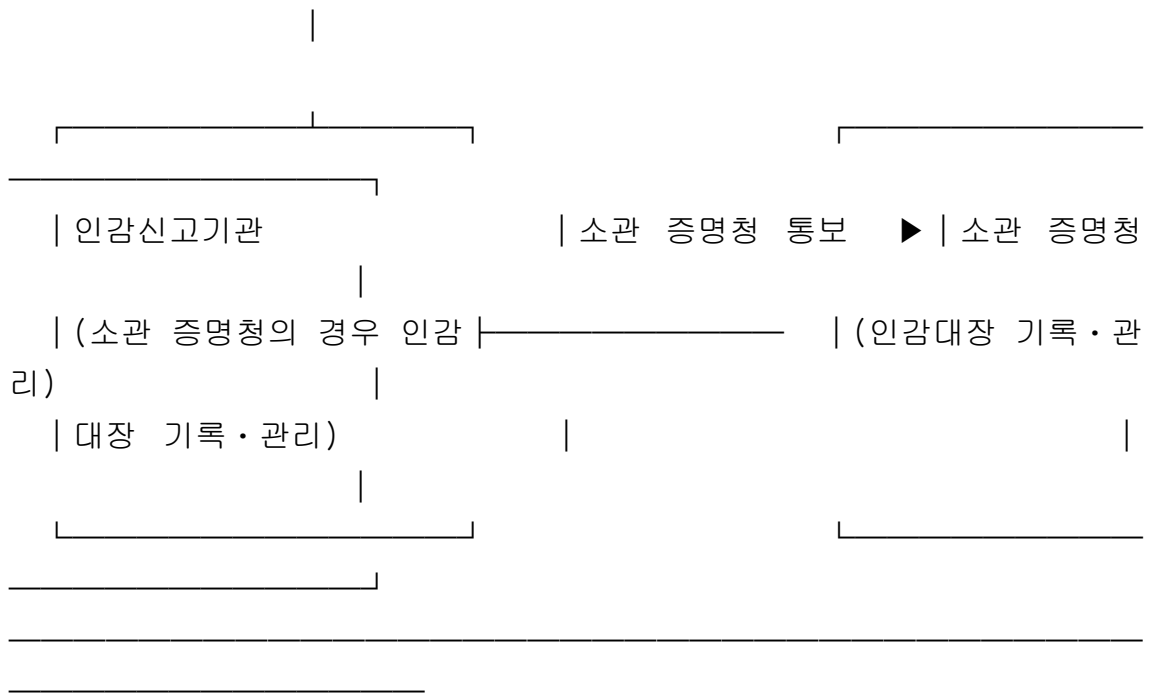 인감신고기관 소관 증명청 통보 ▶ 소관 증명청
(소관 증명청의 경우 인감 (인감대장 기록·관
리)
대장 기록·관리)